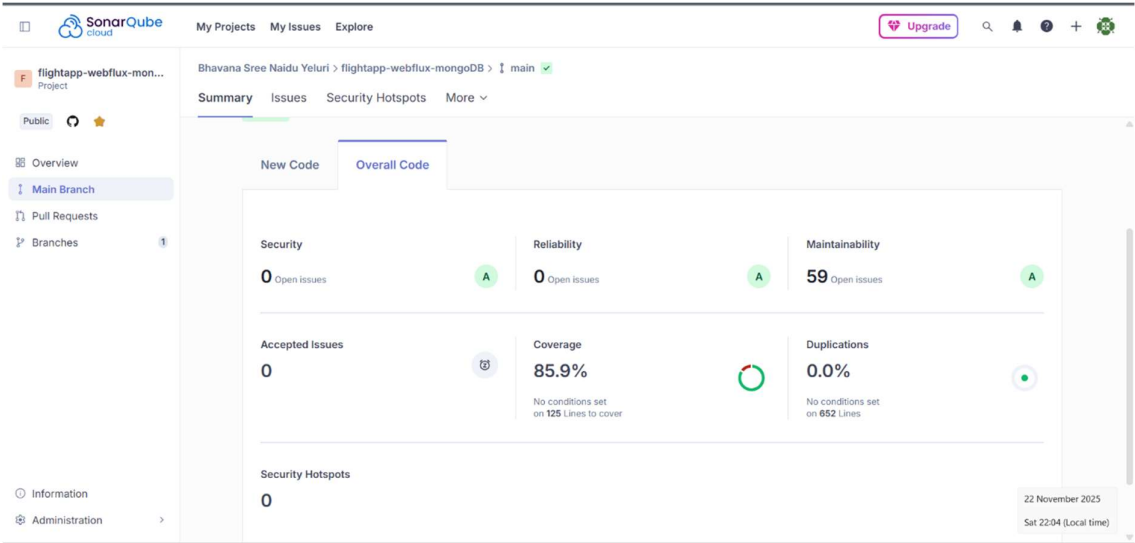 SonarQube
cloud
My Projects My Issues Explore
Upgrade
F
flightapp-webflux-mon...
Project
Public
Overview
Main Branch
Pull Requests
Branches 1
Information
Administration
Bhavana Sree Naidu Yeluri > flightapp-webflux-mongoDB > main
Summary Issues Security Hotspots More
New Code Overall Code
Security
0 Open issues A
Reliability
0 Open issues A
Maintainability
59 Open issues A
Accepted Issues
0
Coverage
85.9%
No conditions set
on 125 Lines to cover
Duplications
0.0%
No conditions set
on 652 Lines
Security Hotspots
0
22 November 2025
Sat 22:04 (Local time)